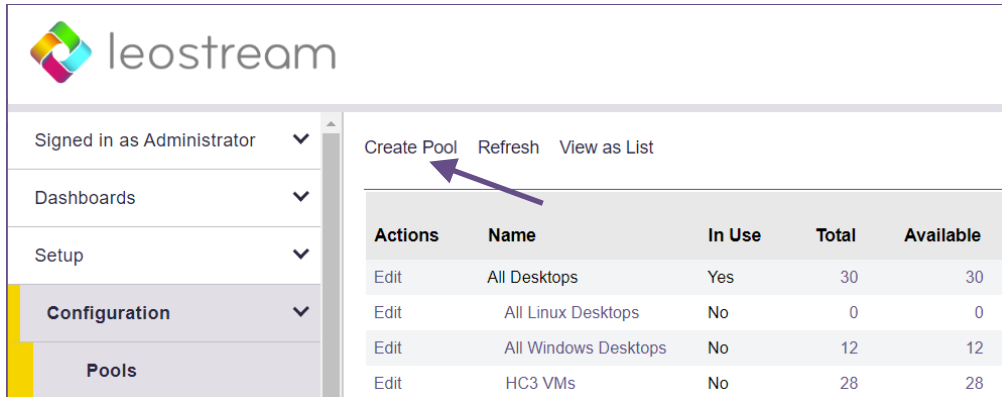 leostream
Signed in as Administrator
Dashboards
Setup
Configuration
Pools
Create Pool Refresh View as List
Actions Name In Use Total Available
Edit All Desktops Yes 30 30
Edit All Linux Desktops No 0 0
Edit All Windows Desktops No 12 12
Edit HC3 VMs No 28 28